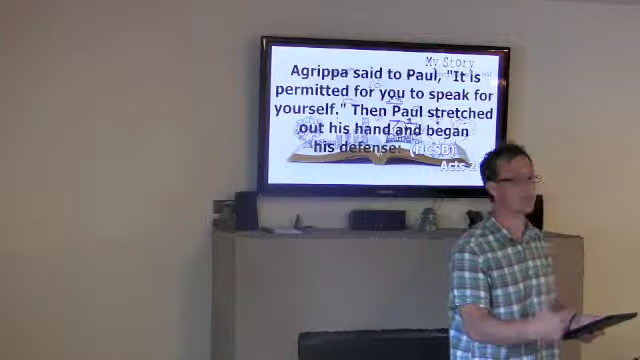 My Story
Agrippa said to Paul, "It is
permitted for you to speak for
yourself." Then Paul stretched
out his hand and began
his defense: (HCSB)
Acts